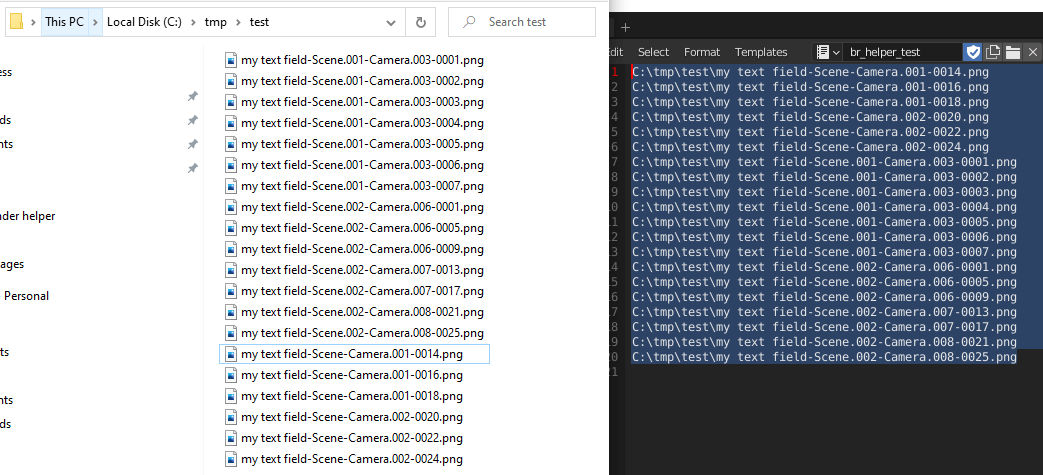 This PC > Local Disk (C:) > tmp > test
Search test
ess
ds
nts
nder helper
ages
Personal
ts
nts
ds
my text field-Scene.001-Camera.003-0001.png
my text field-Scene.001-Camera.003-0002.png
my text field-Scene.001-Camera.003-0003.png
my text field-Scene.001-Camera.003-0004.png
my text field-Scene.001-Camera.003-0005.png
my text field-Scene.001-Camera.003-0006.png
my text field-Scene.001-Camera.003-0007.png
my text field-Scene.002-Camera.006-0001.png
my text field-Scene.002-Camera.006-0005.png
my text field-Scene.002-Camera.006-0009.png
my text field-Scene.002-Camera.007-0013.png
my text field-Scene.002-Camera.007-0017.png
my text field-Scene.002-Camera.008-0021.png
my text field-Scene.002-Camera.008-0025.png
my text field-Scene-Camera.001-0014.png
my text field-Scene-Camera.001-0016.png
my text field-Scene-Camera.001-0018.png
my text field-Scene-Camera.002-0020.png
my text field-Scene-Camera.002-0022.png
my text field-Scene-Camera.002-0024.png
dit Select Format Templates br_helper_test
1 C:\tmp\test\my text field-Scene-Camera.001-0014.png
2 C:\tmp\test\my text field-Scene-Camera.001-0016.png
3 C:\tmp\test\my text field-Scene-Camera.001-0018.png
4 C:\tmp\test\my text field-Scene-Camera.002-0020.png
5 C:\tmp\test\my text field-Scene-Camera.002-0022.png
6 C:\tmp\test\my text field-Scene-Camera.002-0024.png
7 C:\tmp\test\my text field-Scene.001-Camera.003-0001.png
8 C:\tmp\test\my text field-Scene.001-Camera.003-0002.png
9 C:\tmp\test\my text field-Scene.001-Camera.003-0003.png
10 C:\tmp\test\my text field-Scene.001-Camera.003-0004.png
11 C:\tmp\test\my text field-Scene.001-Camera.003-0005.png
12 C:\tmp\test\my text field-Scene.001-Camera.003-0006.png
13 C:\tmp\test\my text field-Scene.001-Camera.003-0007.png
14 C:\tmp\test\my text field-Scene.002-Camera.006-0001.png
15 C:\tmp\test\my text field-Scene.002-Camera.006-0005.png
16 C:\tmp\test\my text field-Scene.002-Camera.006-0009.png
17 C:\tmp\test\my text field-Scene.002-Camera.007-0013.png
18 C:\tmp\test\my text field-Scene.002-Camera.007-0017.png
19 C:\tmp\test\my text field-Scene.002-Camera.008-0021.png
20 C:\tmp\test\my text field-Scene.002-Camera.008-0025.png
21